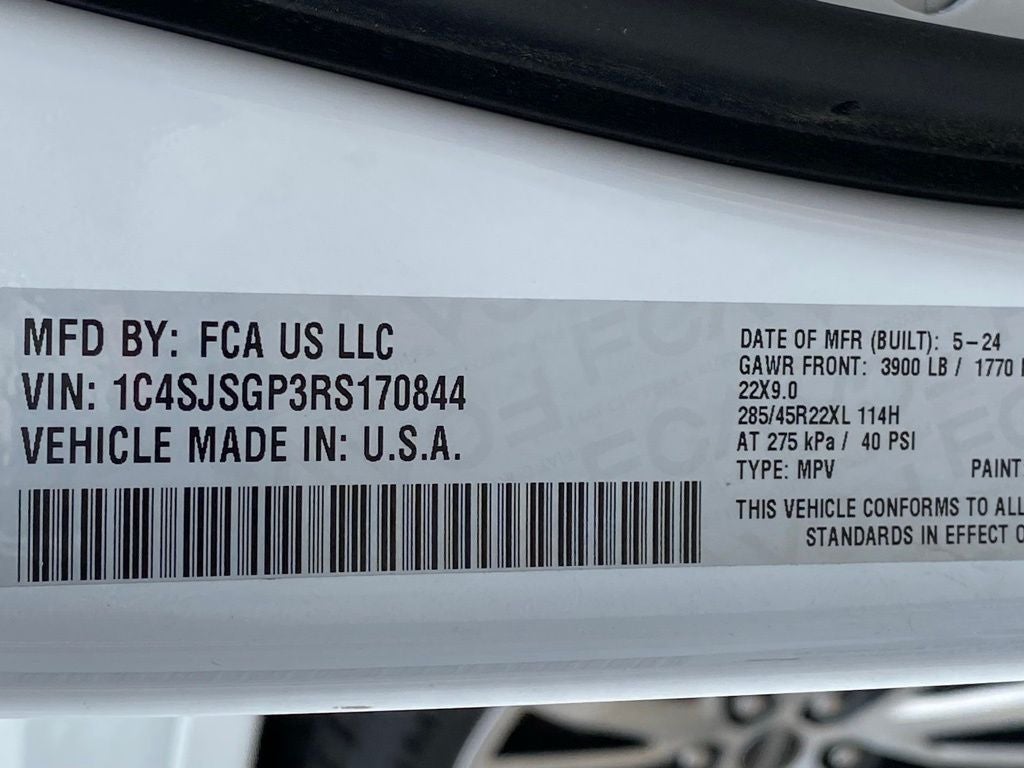 MFD BY: FCA US LLC
VIN: 1C4SJSGP3RS170844
VEHICLE MADE IN: U.S.A.
DATE OF MFR (BUILT): 5-24
GAWR FRONT: 3900 LB / 1770
22X9.0
285/45R22XL 114H
AT 275 kPa / 40 PSI
TYPE: MPV PAINT
THIS VEHICLE CONFORMS TO ALL
STANDARDS IN EFFECT